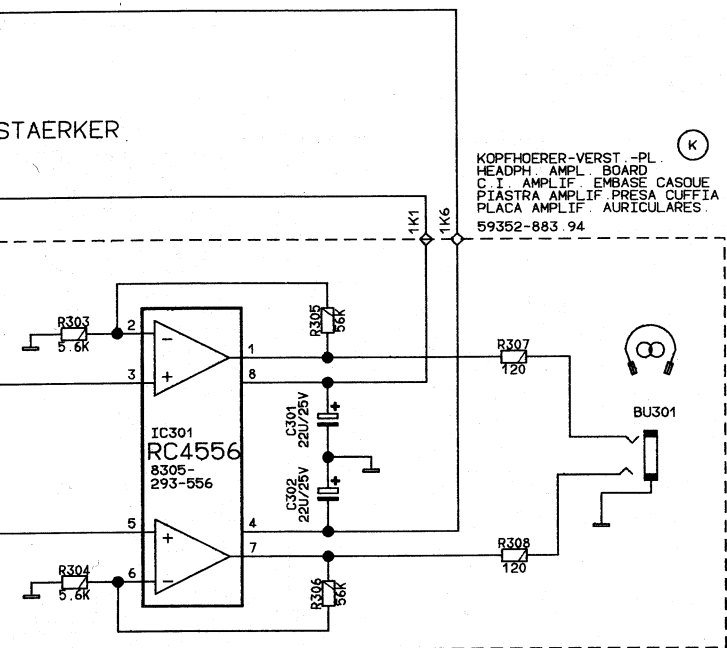 STAERKER
K
KOPFHOERER-VERST.-PL.
HEADPH. AMPL. BOARD
C.I. AMPLIF. EMBASE CASQUE
PIASTRA AMPLIF.PRESA CUFFIA
PLACA AMPLIF. AURICULARES.
59352-883.94
1K1
1K6
R303
5.6K
2
R305
56K
1
R307
120
3
8
C301
22U/25V
+
BU301
IC301
RC4556
8305-
293-556
C302
22U/25V
+
5
4
7
R308
120
R304
5.6K
6
R306
56K
−
+
+
−